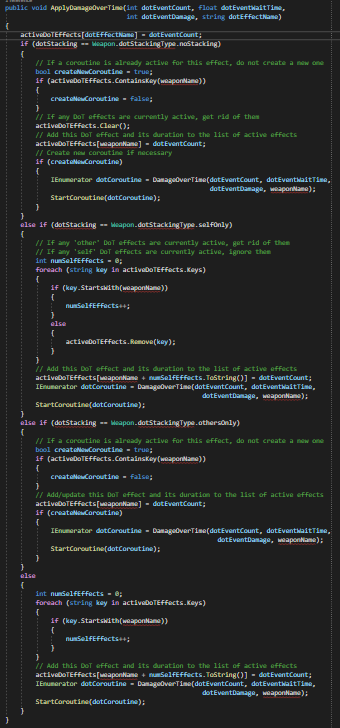 public void ApplyDamageOverTime(int dotEventCount, float dotEventWaitTime,
int dotEventDamage, string dotEffectName)
{
activeDoTEffects[dotEffectName] = dotEventCount;
if (dotStacking == Weapon.dotStackingType.noStacking)
{
// if a coroutine is already active for this effect, do not create a new one
bool createNewCoroutine = true;
if (activeDoTEffects.ContainsKey(weaponName))
{
createNewCoroutine = false;
}
// If any DoT effects are currently active, get rid of them
activeDoTEffects.Clear();
// Add this DoT effect and its duration to the list of active effects
activeDoTEffects[weaponName] = dotEventCount;
// Create new coroutine if necessary
if (createNewCoroutine)
{
IEnumerator dotCoroutine = DamageOverTime(dotEventCount, dotEventWaitTime,
dotEventDamage, weaponName);
StartCoroutine(dotCoroutine);
}
}
else if (dotStacking == Weapon.dotStackingType.selfOnly)
{
// If any 'other' DoT effects are currently active, get rid of them
// If any 'self' DoT effects are currently active, ignore them
int numSelfEffects = 0;
foreach (string key in activeDoTEffects.Keys)
{
if (key.StartsWith(weaponName))
{
numSelfEffects++;
}
else
{
activeDoTEffects.Remove(key);
}
}
// Add this DoT effect and its duration to the list of active effects
activeDoTEffects[weaponName + numSelfEffects.ToString()] = dotEventCount;
IEnumerator dotCoroutine = DamageOverTime(dotEventCount, dotEventWaitTime,
dotEventDamage, weaponName);
StartCoroutine(dotCoroutine);
}
else if (dotStacking == Weapon.dotStackingType.othersOnly)
{
// If a coroutine is already active for this effect, do not create a new one
bool createNewCoroutine = true;
if (activeDoTEffects.ContainsKey(weaponName))
{
createNewCoroutine = false;
}
// Add/update this DoT effect and its duration to the list of active effects
activeDoTEffects[weaponName] = dotEventCount;
if (createNewCoroutine)
{
IEnumerator dotCoroutine = DamageOverTime(dotEventCount, dotEventWaitTime,
dotEventDamage, weaponName);
StartCoroutine(dotCoroutine);
}
}
else
{
int numSelfEffects = 0;
foreach (string key in activeDoTEffects.Keys)
{
if (key.StartsWith(weaponName))
{
numSelfEffects++;
}
}
// Add this DoT effect and its duration to the list of active effects
activeDoTEffects[weaponName + numSelfEffects.ToString()] = dotEventCount;
IEnumerator dotCoroutine = DamageOverTime(dotEventCount, dotEventWaitTime,
dotEventDamage, weaponName);
StartCoroutine(dotCoroutine);
}
}